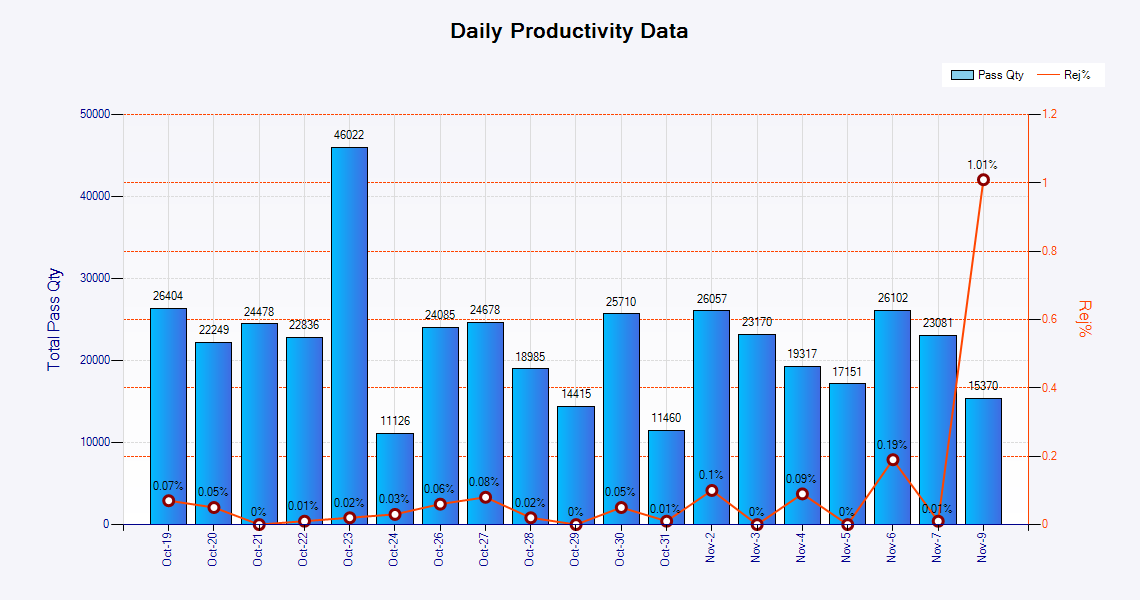 Daily Productivity Data
Pass Qty
Rej%
50000
40000
30000
20000
10000
0
Total Pass Qty
1.2
1
0.8
0.6
0.4
0.2
0
Rej%
26404
22249
24478
22836
46022
11126
24085
24678
18985
14415
25710
11460
26057
23170
19317
17151
26102
23081
15370
0.07%
0.05%
0%
0.01%
0.02%
0.03%
0.06%
0.08%
0.02%
0%
0.05%
0.01%
0.1%
0%
0.09%
0%
0.19%
0.01%
1.01%
Oct-19
Oct-20
Oct-21
Oct-22
Oct-23
Oct-24
Oct-26
Oct-27
Oct-28
Oct-29
Oct-30
Oct-31
Nov-2
Nov-3
Nov-4
Nov-5
Nov-6
Nov-7
Nov-9